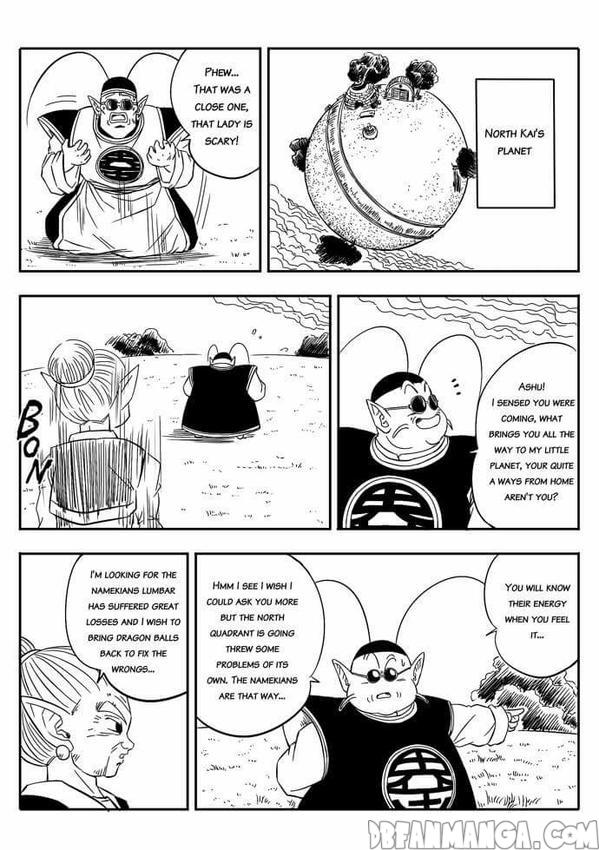 PHEW...
THAT WAS A
CLOSE ONE,
THAT LADY IS
SCARY!
NORTH KAI'S
PLANET
BON
ASHU!
I SENSED YOU WERE
COMING, WHAT
BRINGS YOU ALL THE
WAY TO MY LITTLE
PLANET, YOUR QUITE
A WAYS FROM HOME
AREN'T YOU?
I'M LOOKING FOR THE
NAMEKIANS LUMBAR
HAS SUFFERED GREAT
LOSSES AND I WISH TO
BRING DRAGON BALLS
BACK TO FIX THE
WRONGS...
HMM I SEE I WISH I
COULD ASK YOU MORE
BUT THE NORTH
QUADRANT IS GOING
THREW SOME
PROBLEMS OF ITS
OWN. THE NAMEKIANS
ARE THAT WAY...
YOU WILL KNOW
THEIR ENERGY
WHEN YOU FEEL
IT...
DBFANMANGA.COM